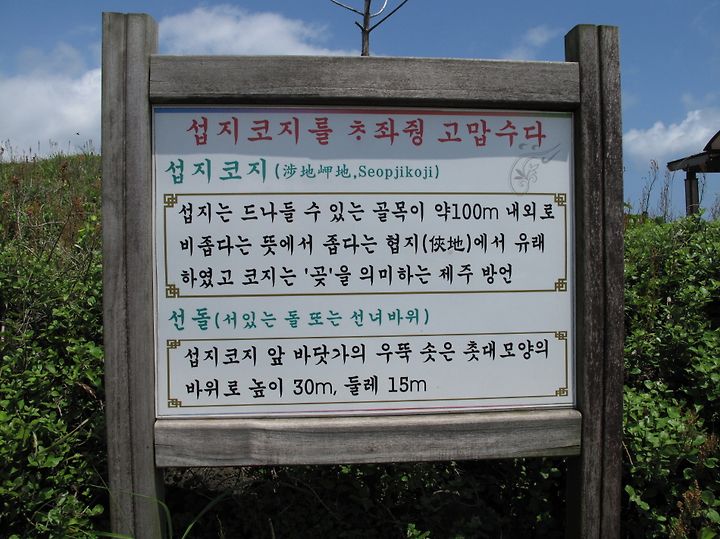 섭지코지를 ᄎᆞ좌줭 고맙수다
섭지코지(涉地岬地,Seopjikoji)
섭지는 드나들 수 있는 골목이 약100m 내외로
비좁다는 뜻에서 좁다는 협지(俠地)에서 유래
하였고 코지는 '곶'을 의미하는 제주 방언
선돌(서있는 돌 또는 선녀바위)
섭지코지 앞 바닷가의 우뚝 솟은 촛대모양의
바위로 높이 30m, 둘레 15m